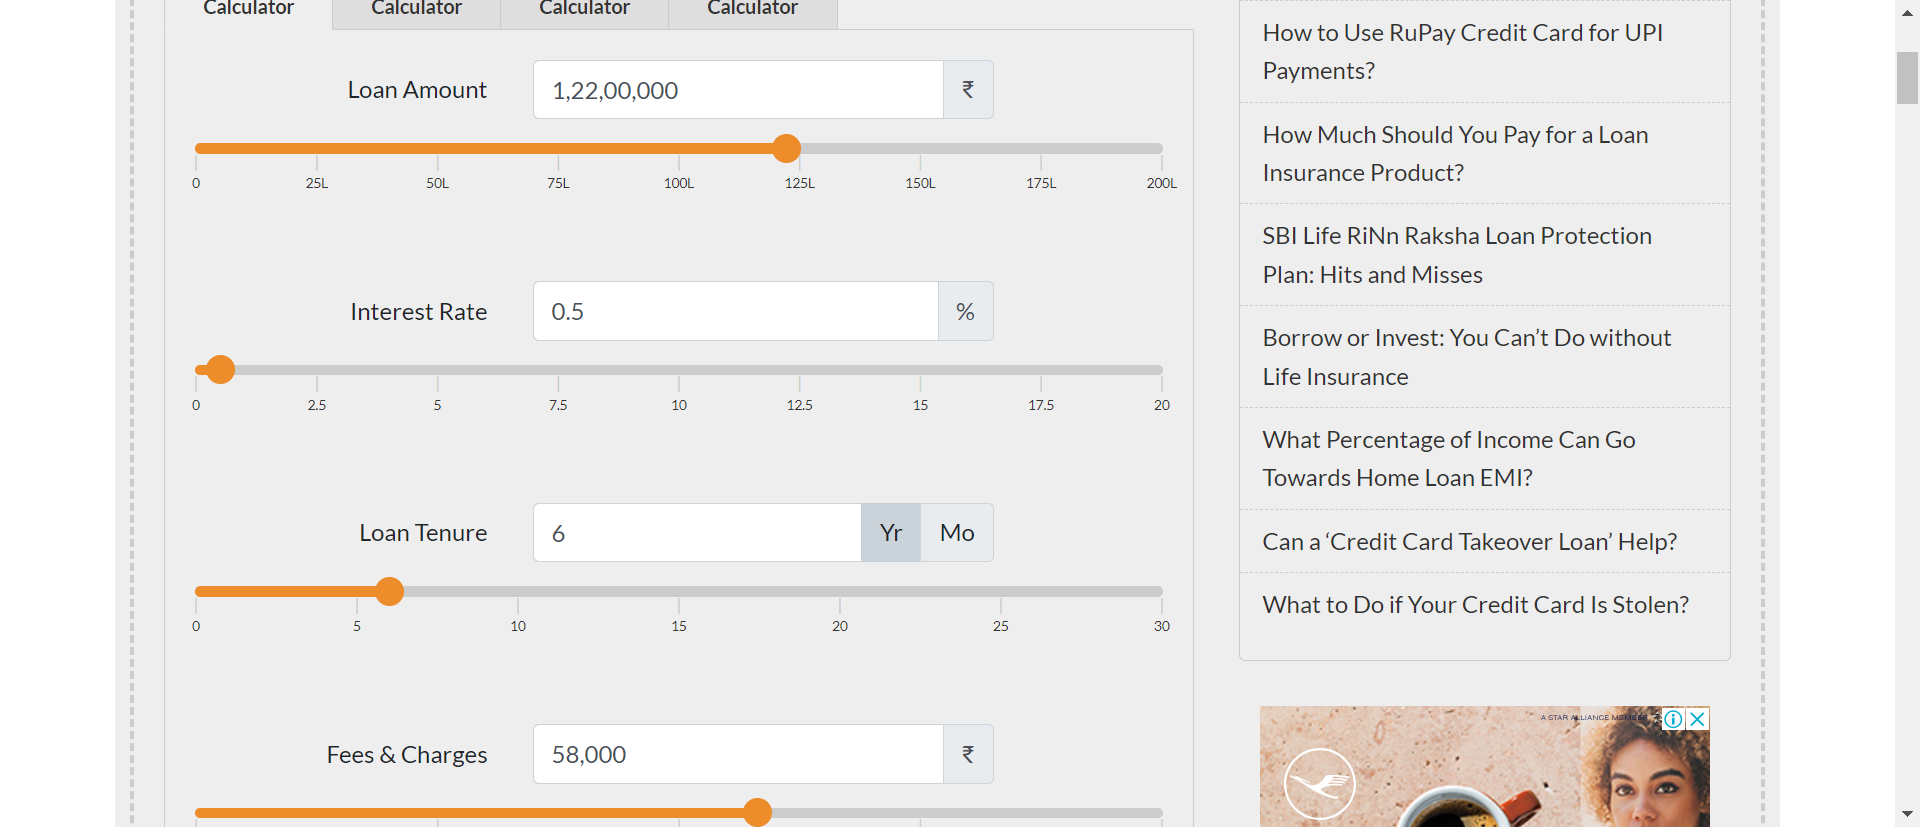 Calculator Calculator Calculator Calculator
Loan Amount 1,22,00,000 ₹
0 25L 50L 75L 100L 125L 150L 175L 200L
Interest Rate 0.5 %
0 2.5 5 7.5 10 12.5 15 17.5 20
Loan Tenure 6 Yr Mo
0 5 10 15 20 25 30
Fees & Charges 58,000 ₹
How to Use RuPay Credit Card for UPI
Payments?
How Much Should You Pay for a Loan
Insurance Product?
SBI Life RiNn Raksha Loan Protection
Plan: Hits and Misses
Borrow or Invest: You Can’t Do without
Life Insurance
What Percentage of Income Can Go
Towards Home Loan EMI?
Can a ‘Credit Card Takeover Loan’ Help?
What to Do if Your Credit Card Is Stolen?
A STAR ALLIANCE MEMBER